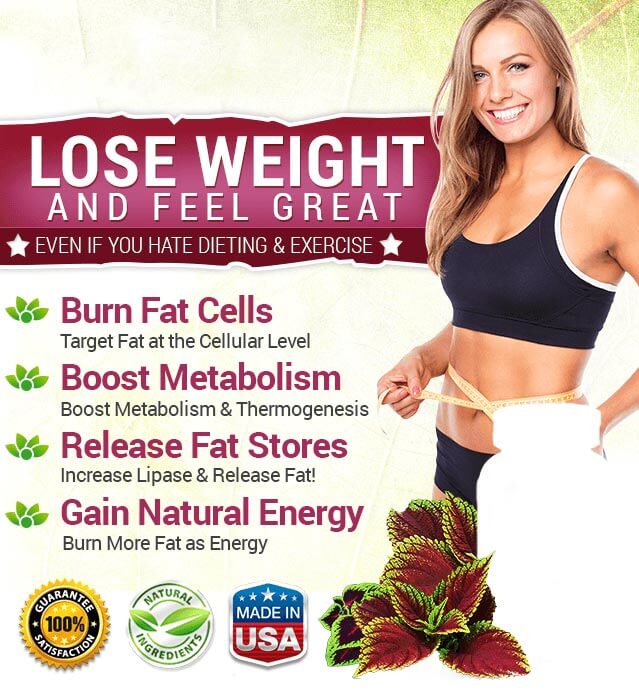 LOSE WEIGHT
AND FEEL GREAT
EVEN IF YOU HATE DIETING & EXERCISE
Burn Fat Cells
Target Fat at the Cellular Level
Boost Metabolism
Boost Metabolism & Thermogenesis
Release Fat Stores
Increase Lipase & Release Fat!
Gain Natural Energy
Burn More Fat as Energy
GUARANTEE
100%
SATISFACTION
NATURAL
INGREDIENTS
MADE IN
USA